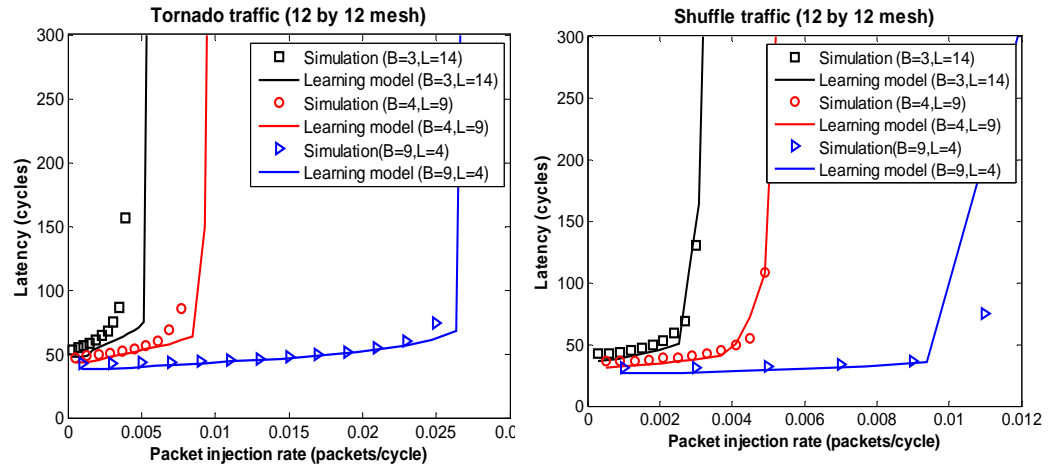 Tornado traffic (12 by 12 mesh)
300
250
200
150
100
50
0
Latency (cycles)
Simulation (B=3,L=14)
Learning model (B=3,L=14)
Simulation (B=4,L=9)
Learning model (B=4,L=9)
Simulation(B=9,L=4)
Learning model (B=9,L=4)
0 0.005 0.01 0.015 0.02 0.025 0.0
Packet injection rate (packets/cycle)
Shuffle traffic (12 by 12 mesh)
300
250
200
150
100
50
0
Latency (cycles)
Simulation (B=3,L=14)
Learning model (B=3,L=14)
Simulation (B=4,L=9)
Learning model (B=4,L=9)
Simulation(B=9,L=4)
Learning model (B=9,L=4)
0 0.002 0.004 0.006 0.008 0.01 0.012
Packet injection rate (packets/cycle)